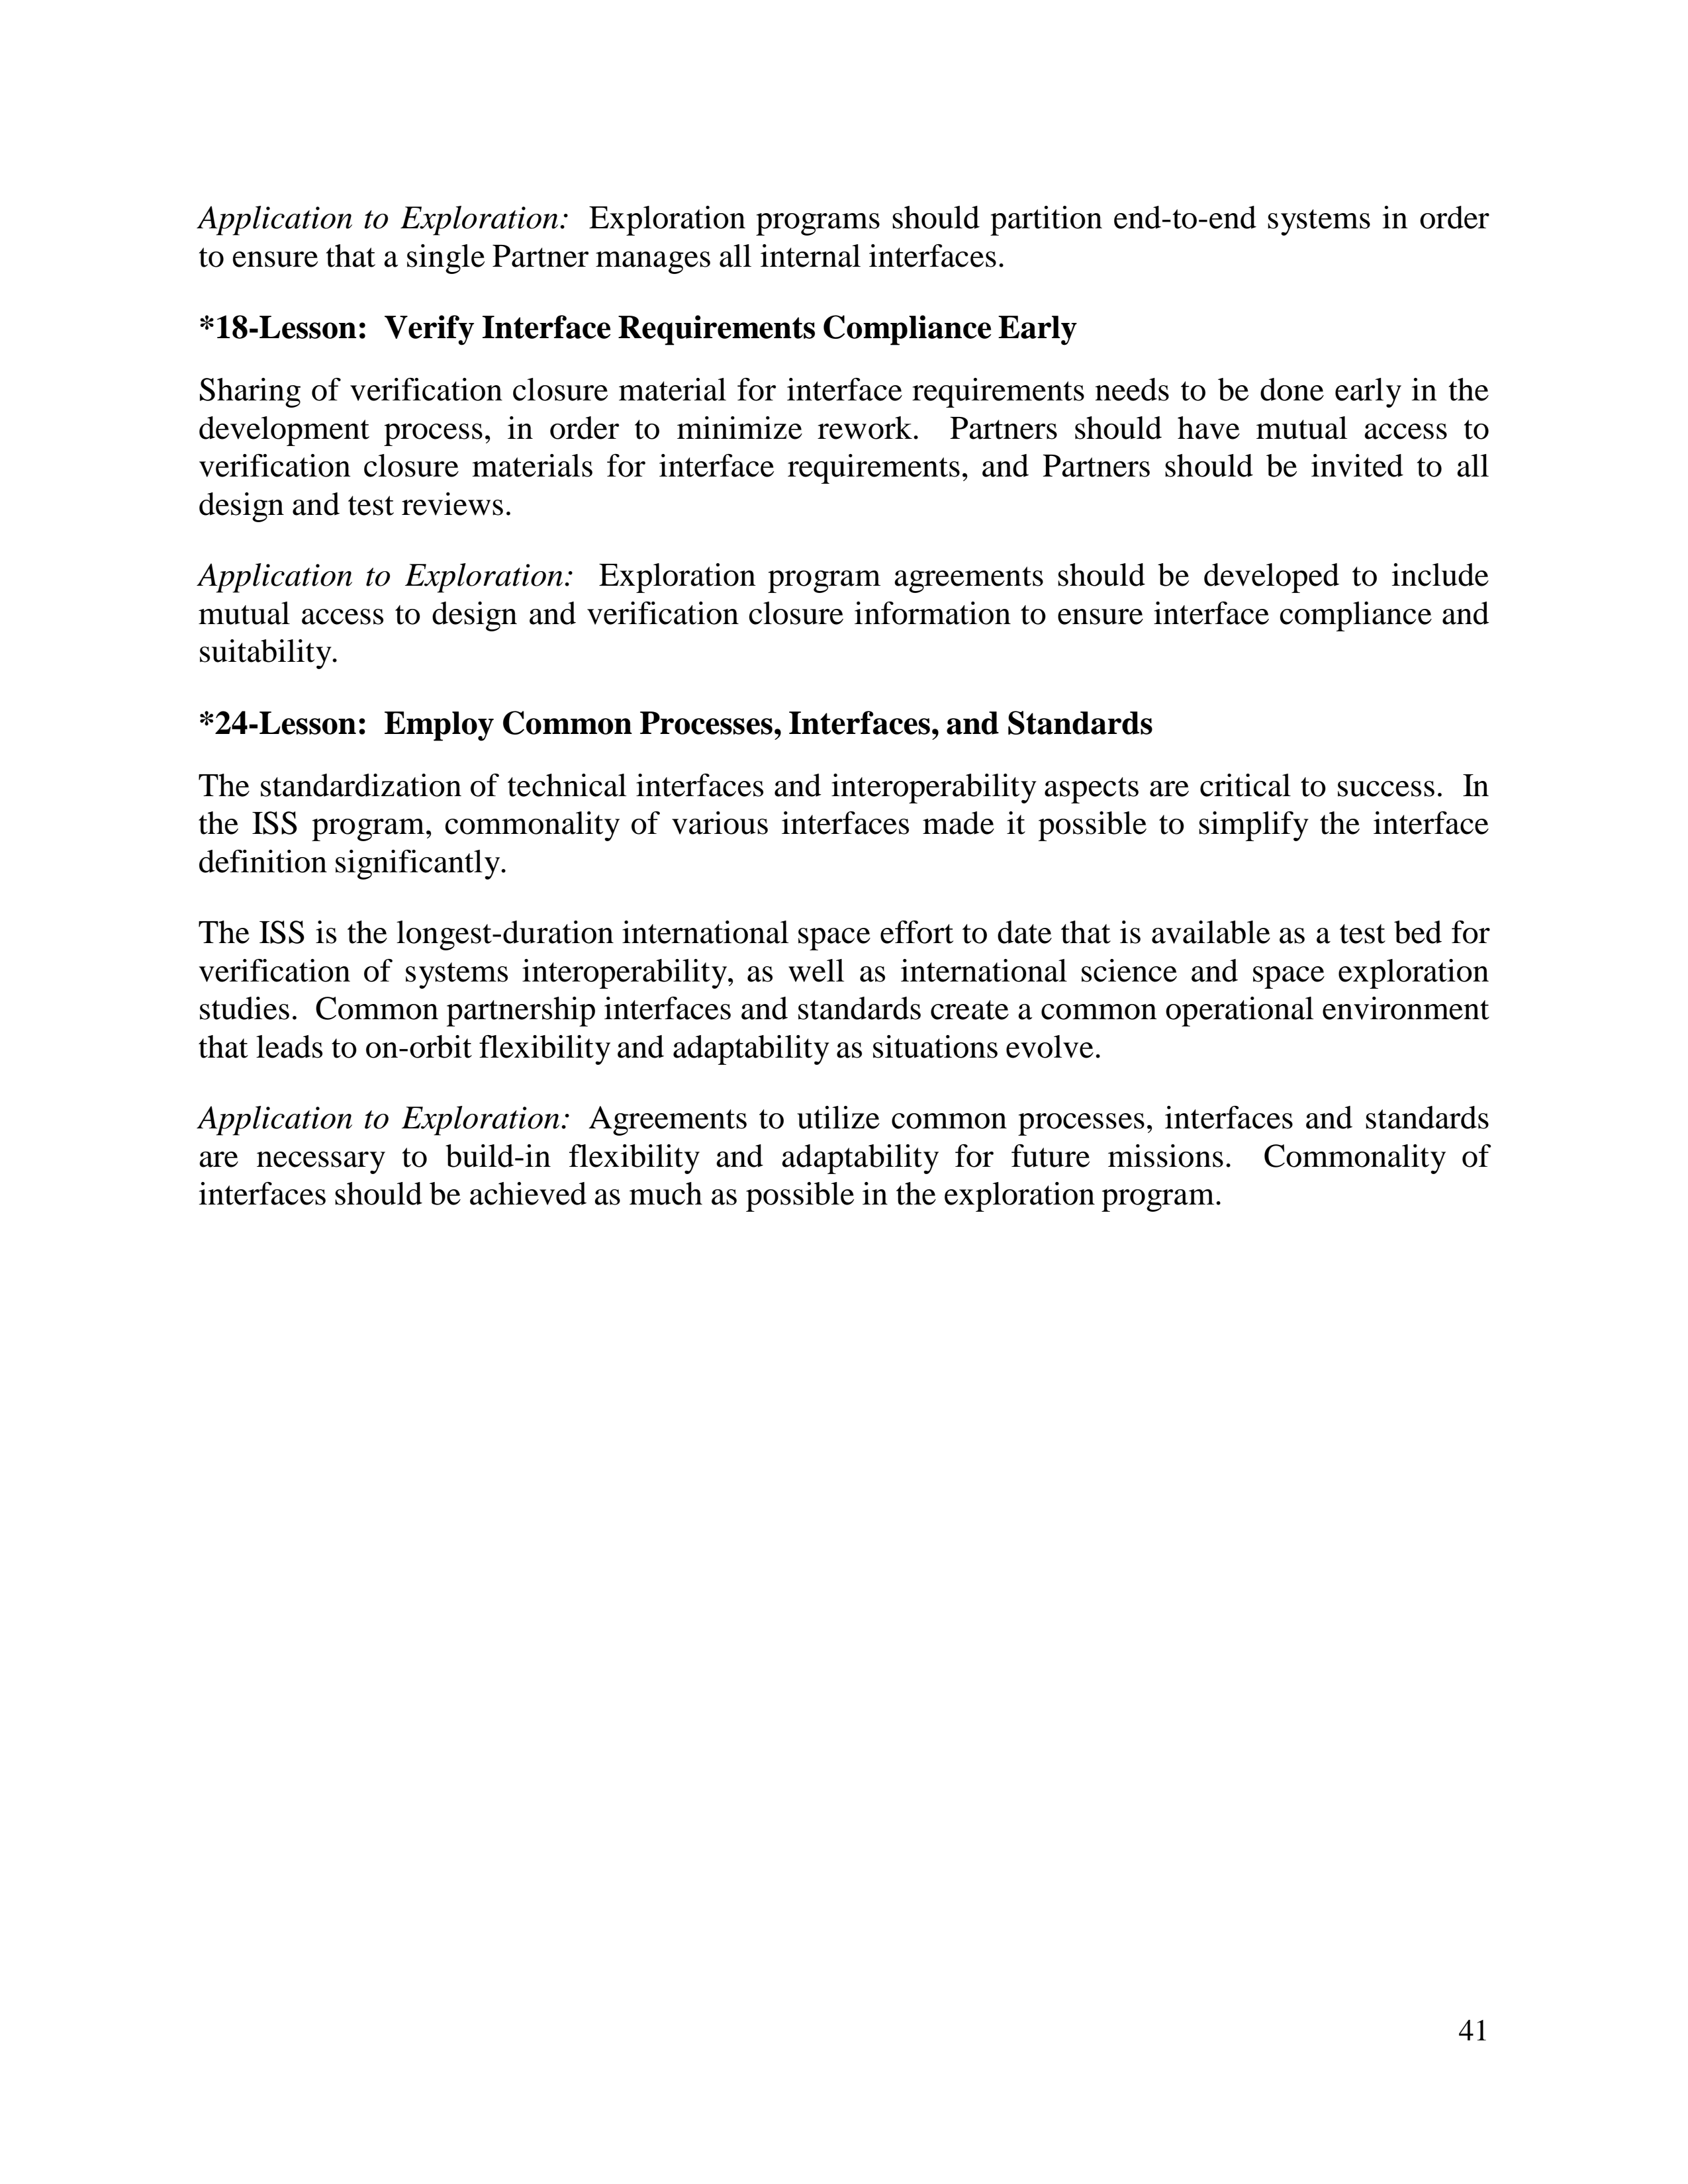 Application to Exploration: Exploration programs should partition end-to-end systems in order
to ensure that a single Partner manages all internal interfaces.
*18-Lesson: Verify Interface Requirements Compliance Early
Sharing of verification closure material for interface requirements needs to be done early in the
development process, in order to minimize rework. Partners should have mutual access to
verification closure materials for interface requirements, and Partners should be invited to all
design and test reviews.
Application to Exploration: Exploration program agreements should be developed to include
mutual access to design and verification closure information to ensure interface compliance and
suitability.
*24-Lesson: Employ Common Processes, Interfaces, and Standards
The standardization of technical interfaces and interoperability aspects are critical to success. In
the ISS program, commonality of various interfaces made it possible to simplify the interface
definition significantly.
The ISS is the longest-duration international space effort to date that is available as a test bed for
verification of systems interoperability, as well as international science and space exploration
studies. Common partnership interfaces and standards create a common operational environment
that leads to on-orbit flexibility and adaptability as situations evolve.
Application to Exploration: Agreements to utilize common processes, interfaces and standards
are necessary to build-in flexibility and adaptability for future missions. Commonality of
interfaces should be achieved as much as possible in the exploration program.
41